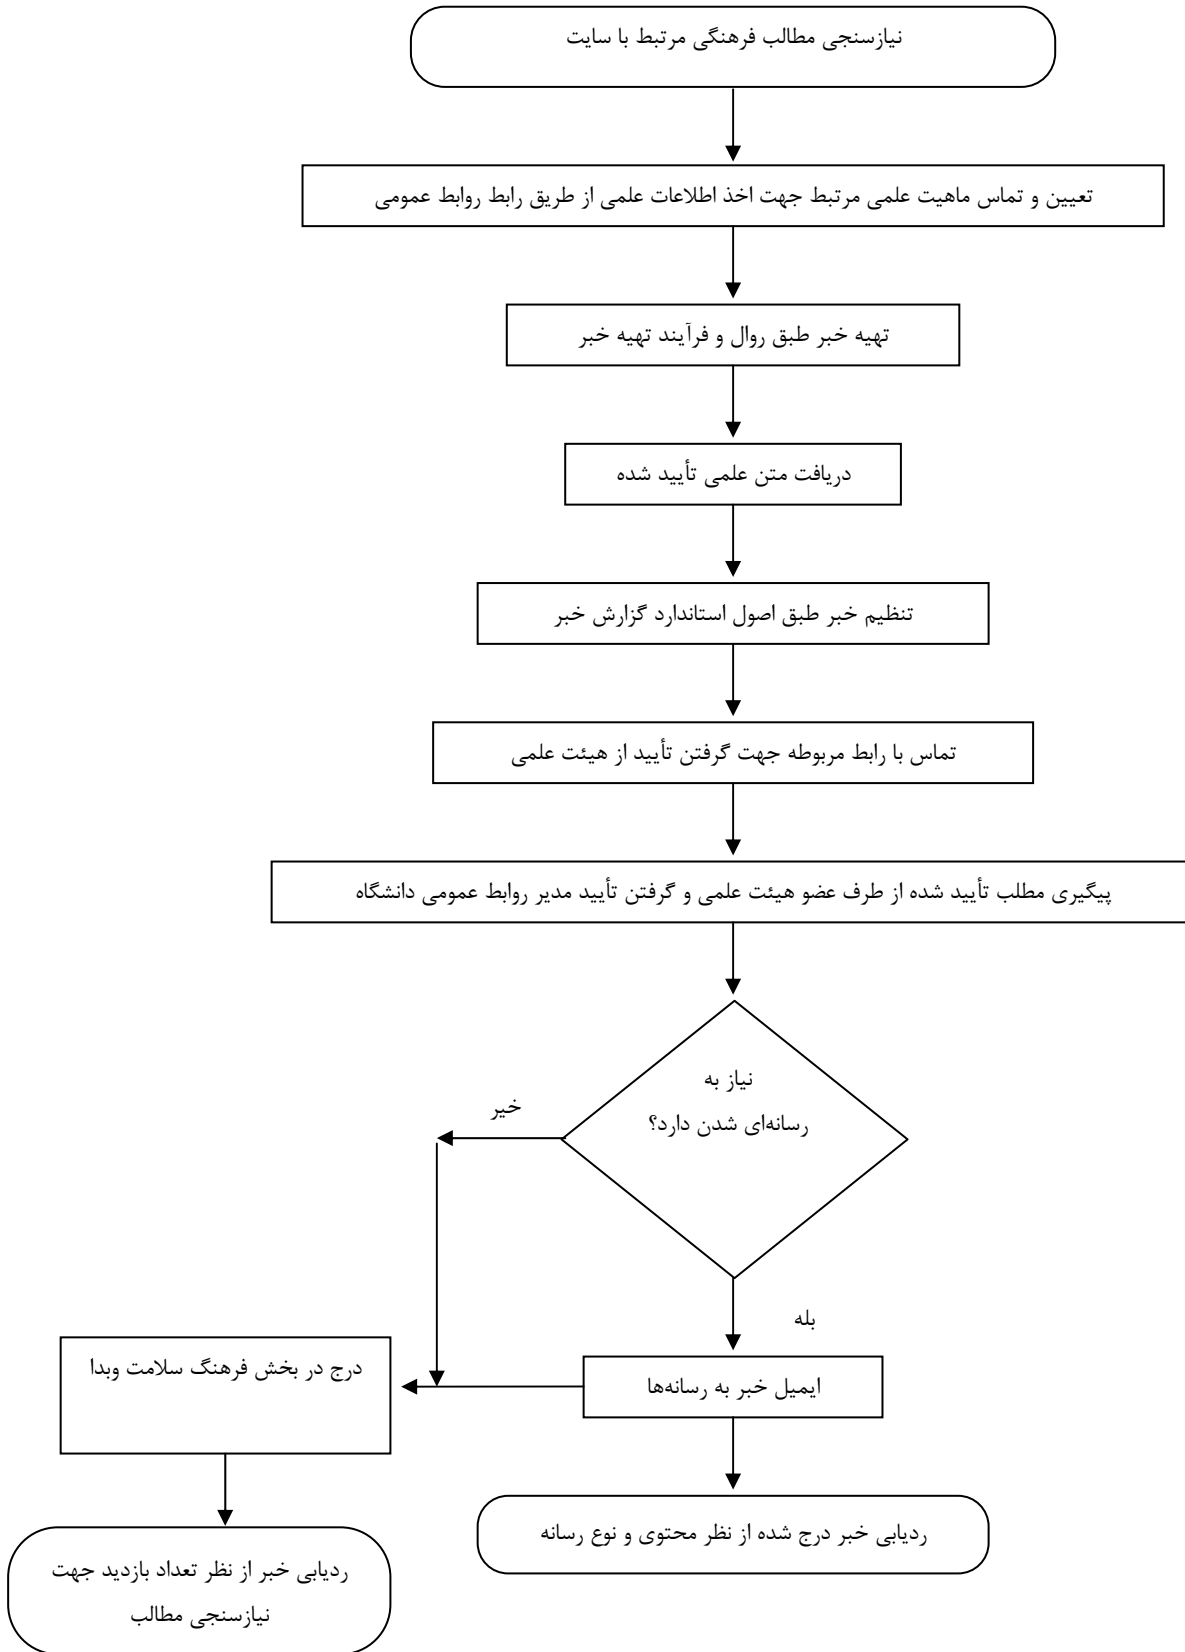 نیازسنجی مطالب فرهنگی مرتبط با سایت
تعیین و تماس ماهیت علمی مرتبط جهت اخذ اطلاعات علمی از طریق رابط روابط عمومی
تهیه خبر طبق روال و فرآیند تهیه خبر
دریافت متن علمی تأیید شده
تنظیم خبر طبق اصول استاندارد گزارش خبر
تماس با رابط مربوطه جهت گرفتن تأیید از هیئت علمی
پیگیری مطلب تأیید شده از طرف عضو هیئت علمی و گرفتن تأیید مدیر روابط عمومی دانشگاه
نیاز به
رسانه‌ای شدن دارد؟
خیر
بله
ایمیل خبر به رسانه‌ها
درج در بخش فرهنگ سلامت وبدا
ردیابی خبر درج شده از نظر محتوی و نوع رسانه
ردیابی خبر از نظر تعداد بازدید جهت
نیازسنجی مطالب